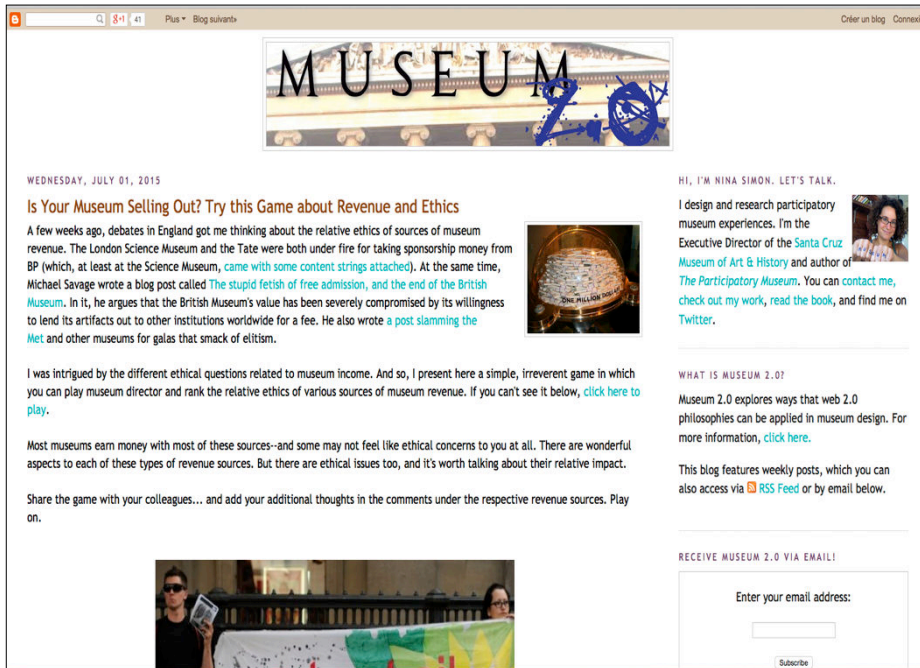 8+1 41 Plus Blog suivant» Créer un blog Connexi
MUSEUM
2.0
WEDNESDAY, JULY 01, 2015
Is Your Museum Selling Out? Try this Game about Revenue and Ethics
A few weeks ago, debates in England got me thinking about the relative ethics of sources of museum
revenue. The London Science Museum and the Tate were both under fire for taking sponsorship money from
BP (which, at least at the Science Museum, came with some content strings attached). At the same time,
Michael Savage wrote a blog post called The stupid fetish of free admission, and the end of the British
Museum. In it, he argues that the British Museum's value has been severely compromised by its willingness
to lend its artifacts out to other institutions worldwide for a fee. He also wrote a post slamming the
Met and other museums for galas that smack of elitism.
ONE MILLION DOLLARS
I was intrigued by the different ethical questions related to museum income. And so, I present here a simple, irreverent game in which
you can play museum director and rank the relative ethics of various sources of museum revenue. If you can't see it below, click here to
play.
Most museums earn money with most of these sources--and some may not feel like ethical concerns to you at all. There are wonderful
aspects to each of these types of revenue sources. But there are ethical issues too, and it's worth talking about their relative impact.
Share the game with your colleagues... and add your additional thoughts in the comments under the respective revenue sources. Play
on.
HI, I'M NINA SIMON. LET'S TALK.
I design and research participatory
museum experiences. I'm the
Executive Director of the Santa Cruz
Museum of Art & History and author of
The Participatory Museum. You can contact me,
check out my work, read the book, and find me on
Twitter.
WHAT IS MUSEUM 2.0?
Museum 2.0 explores ways that web 2.0
philosophies can be applied in museum design. For
more information, click here.
This blog features weekly posts, which you can
also access via RSS Feed or by email below.
RECEIVE MUSEUM 2.0 VIA EMAIL!
Enter your email address:
Subscribe